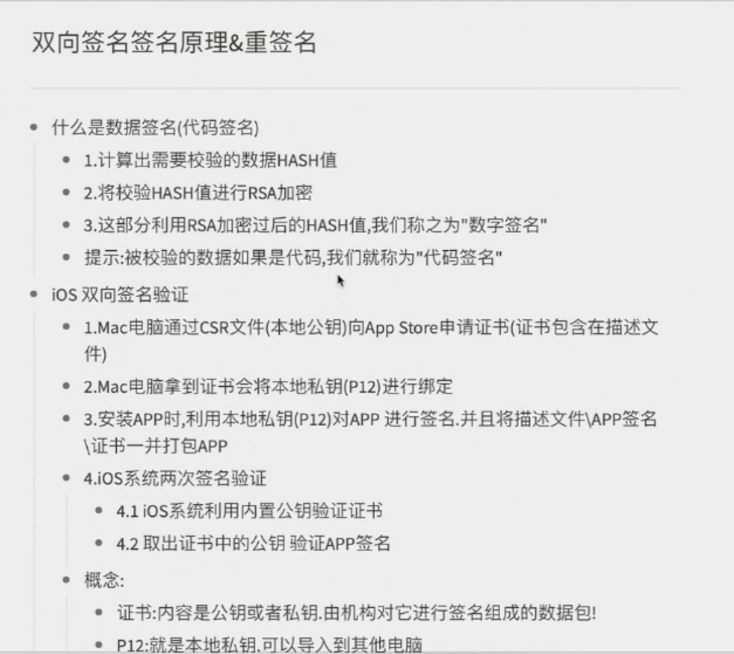 双向签名签名原理&重签名
什么是数据签名(代码签名)
1.计算出需要校验的数据HASH值
2.将校验HASH值进行RSA加密
3.这部分利用RSA加密过后的HASH值,我们称之为"数字签名"
提示:被校验的数据如果是代码,我们就称为"代码签名"
iOS 双向签名验证
1.Mac电脑通过CSR文件(本地公钥)向App Store申请证书(证书包含在描述文
件)
2.Mac电脑拿到证书会将本地私钥(P12)进行绑定
3.安装APP时,利用本地私钥(P12)对APP 进行签名.并且将描述文件\APP签名
\证书一并打包APP
4.iOS系统两次签名验证
4.1 iOS系统利用内置公钥验证证书
4.2 取出证书中的公钥 验证APP签名
概念:
证书:内容是公钥或者私钥.由机构对它进行签名组成的数据包!
P12:就是本地私钥.可以导入到其他电脑